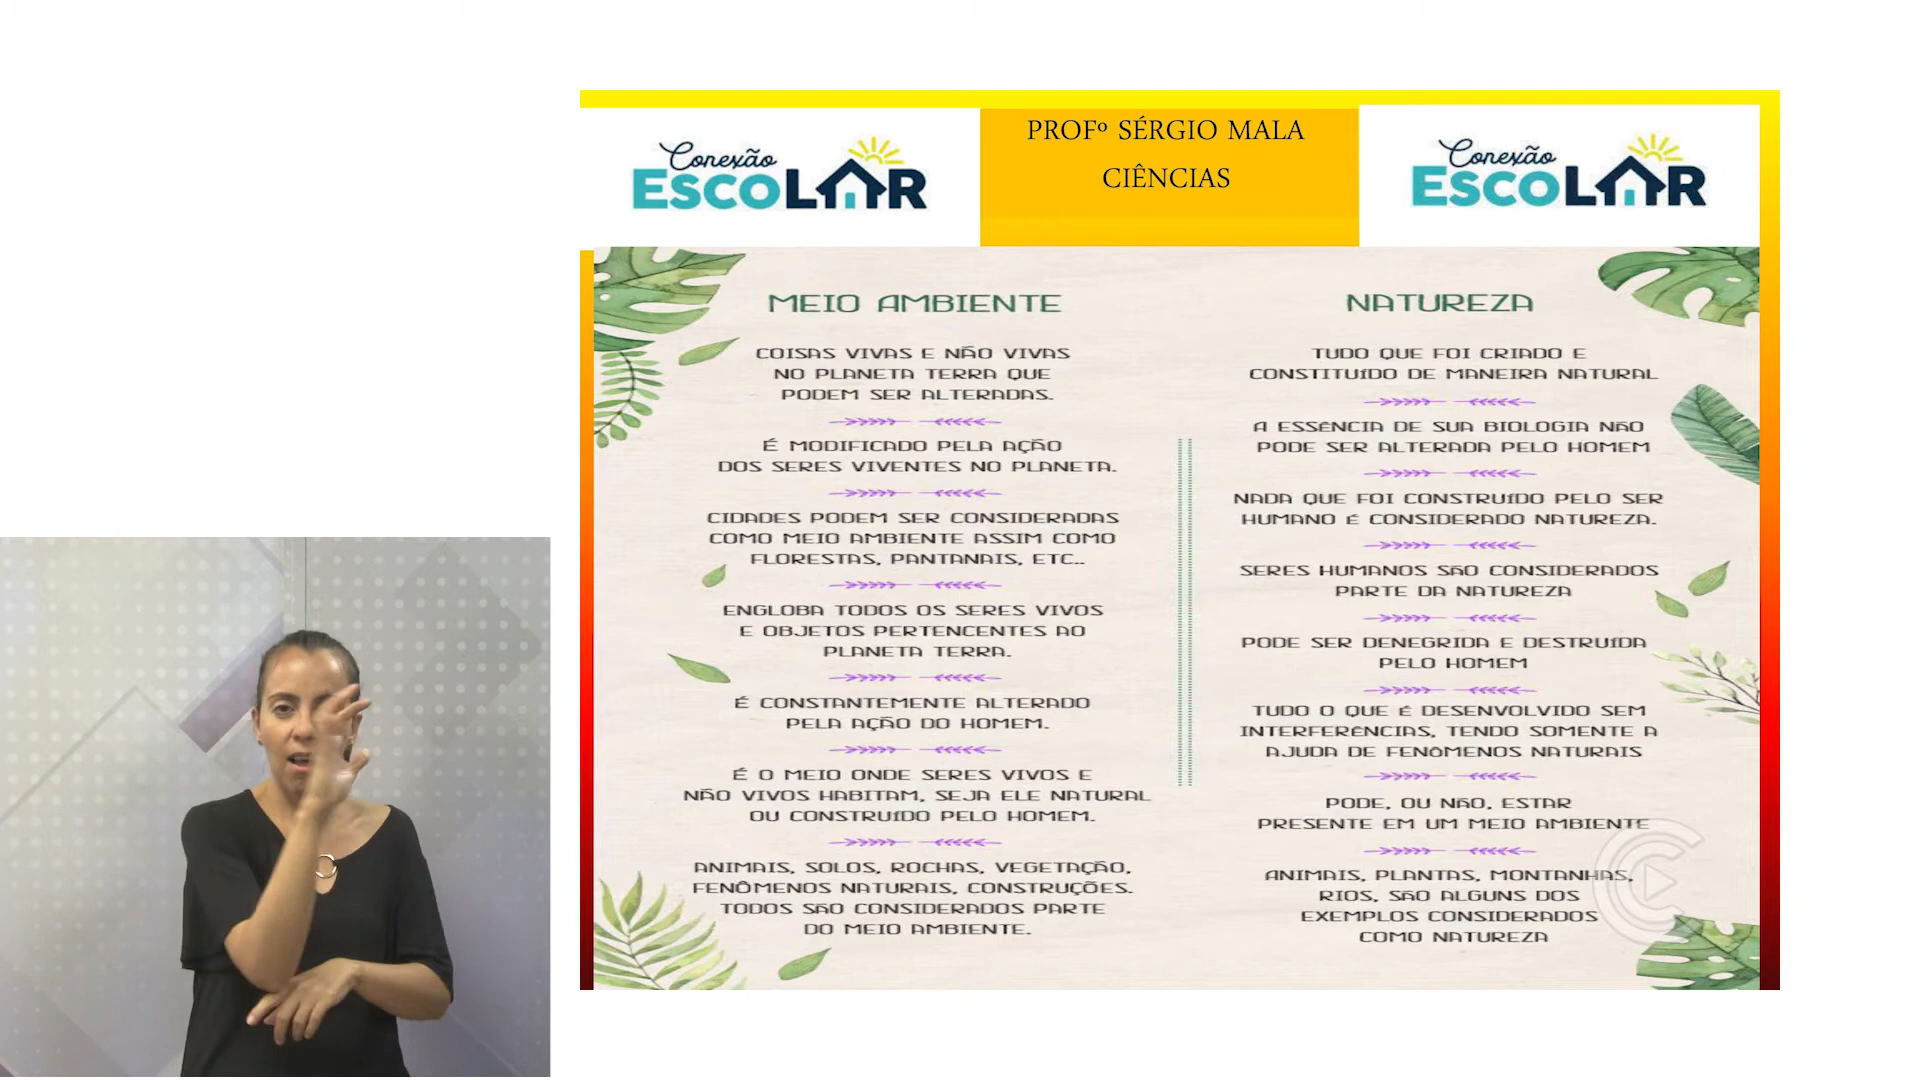 Conexão
ESCOLAR
PROFº SÉRGIO MALA
CIÊNCIAS
Conexão
ESCOLAR
MEIO AMBIENTE
COISAS VIVAS E NÃO VIVAS
NO PLANETA TERRA QUE
PODEM SER ALTERADAS.
É MODIFICADO PELA AÇÃO
DOS SERES VIVENTES NO PLANETA.
CIDADES PODEM SER CONSIDERADAS
COMO MEIO AMBIENTE ASSIM COMO
FLORESTAS, PANTANAIS, ETC..
ENGLOBA TODOS OS SERES VIVOS
E OBJETOS PERTENCENTES AO
PLANETA TERRA.
É CONSTANTEMENTE ALTERADO
PELA AÇÃO DO HOMEM.
É O MEIO ONDE SERES VIVOS E
NÃO VIVOS HABITAM, SEJA ELE NATURAL
OU CONSTRUÍDO PELO HOMEM.
ANIMAIS, SOLOS, ROCHAS, VEGETAÇÃO,
FENÔMENOS NATURAIS, CONSTRUÇÕES.
TODOS SÃO CONSIDERADOS PARTE
DO MEIO AMBIENTE.
NATUREZA
TUDO QUE FOI CRIADO E
CONSTITUÍDO DE MANEIRA NATURAL
A ESSÊNCIA DE SUA BIOLOGIA NÃO
PODE SER ALTERADA PELO HOMEM
NADA QUE FOI CONSTRUÍDO PELO SER
HUMANO É CONSIDERADO NATUREZA.
SERES HUMANOS SÃO CONSIDERADOS
PARTE DA NATUREZA
PODE SER DENEGRIDA E DESTRUÍDA
PELO HOMEM
TUDO O QUE É DESENVOLVIDO SEM
INTERFERÊNCIAS, TENDO SOMENTE A
AJUDA DE FENÔMENOS NATURAIS
PODE, OU NÃO, ESTAR
PRESENTE EM UM MEIO AMBIENTE
ANIMAIS, PLANTAS, MONTANHAS,
RIOS, SÃO ALGUNS DOS
EXEMPLOS CONSIDERADOS
COMO NATUREZA